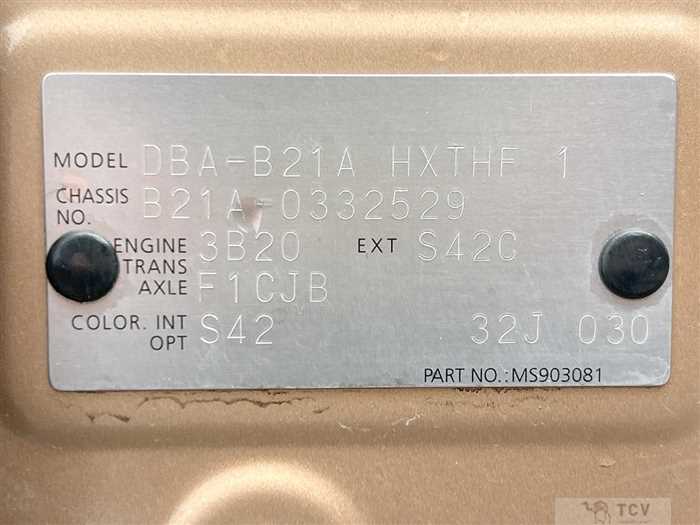 MODEL DBA-B21A HXTHF 1
CHASSIS NO. B21A-0332529
ENGINE 3B20 EXT S42C
TRANS AXLE F1CJB
COLOR. INT OPT S42 32J 030
PART NO.:MS903081
TCV